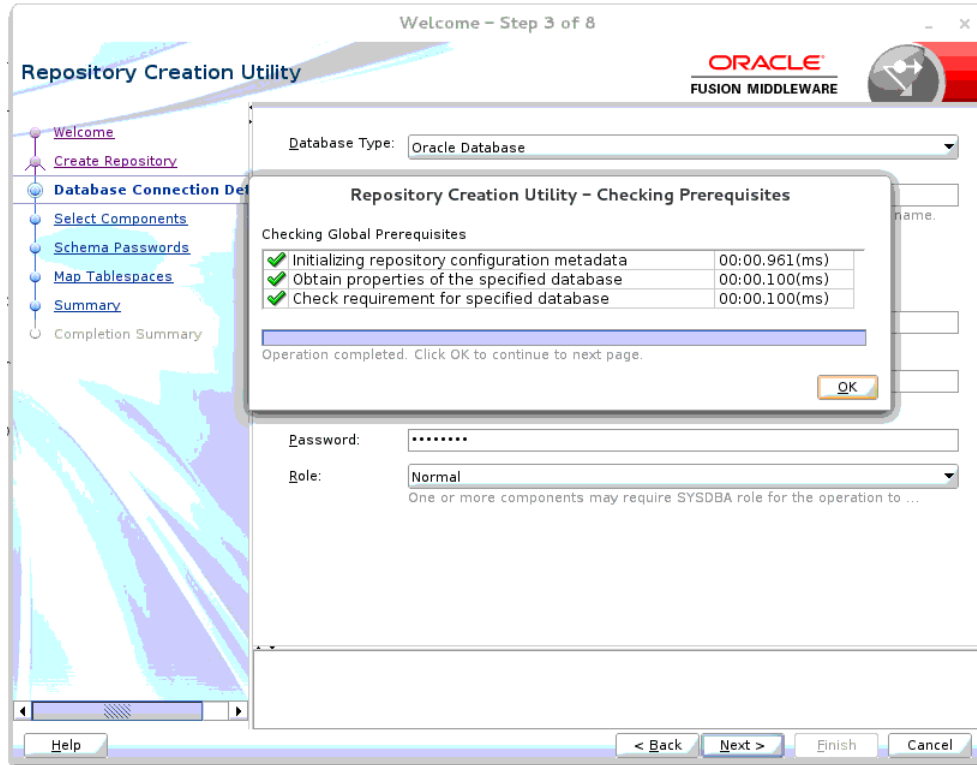 Welcome – Step 3 of 8
Repository Creation Utility
ORACLE
FUSION MIDDLEWARE
Welcome
Create Repository
Database Connection Det
Select Components
Schema Passwords
Map Tablespaces
Summary
Completion Summary
Database Type: Oracle Database
name.
Repository Creation Utility – Checking Prerequisites
Checking Global Prerequisites
Initializing repository configuration metadata 00:00.961(ms)
Obtain properties of the specified database 00:00.100(ms)
Check requirement for specified database 00:00.100(ms)
Operation completed. Click OK to continue to next page.
OK
Password: ••••••••
Role: Normal
One or more components may require SYSDBA role for the operation to ...
Help < Back Next > Finish Cancel